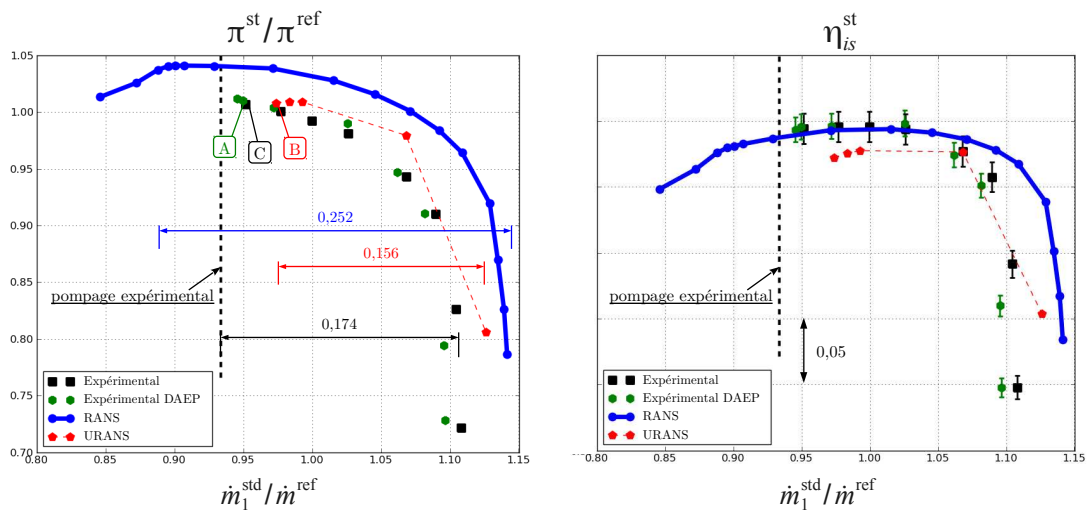 π^st/π^ref
1.05
1.00
0.95
0.90
0.85
0.80
0.75
0.70
A
C
B
0,252
0,156
pompage expérimental
0,174
Expérimental
Expérimental DAEP
RANS
URANS
0.80 0.85 0.90 0.95 1.00 1.05 1.10 1.15
ṁ₁^std/ṁ^ref
η_is^st
pompage expérimental
0,05
Expérimental
Expérimental DAEP
RANS
URANS
0.80 0.85 0.90 0.95 1.00 1.05 1.10 1.15
ṁ₁^std/ṁ^ref